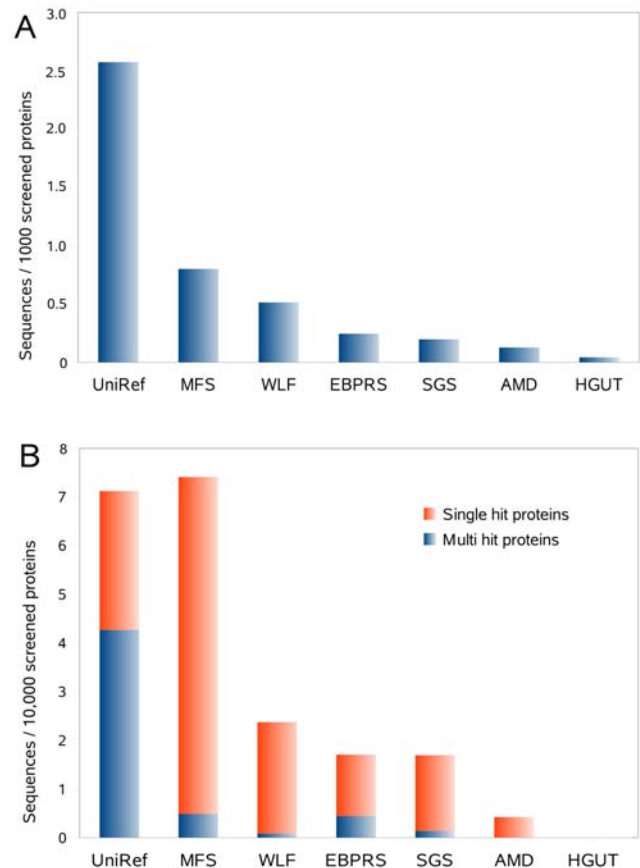 A
Sequences / 1000 screened proteins
3.0
2.5
2.0
1.5
1.0
0.5
0
UniRef MFS WLF EBPRS SGS AMD HGUT
B
Sequences / 10,000 screened proteins
8
7
6
5
4
3
2
1
0
Single hit proteins
Multi hit proteins
UniRef MFS WLF EBPRS SGS AMD HGUT